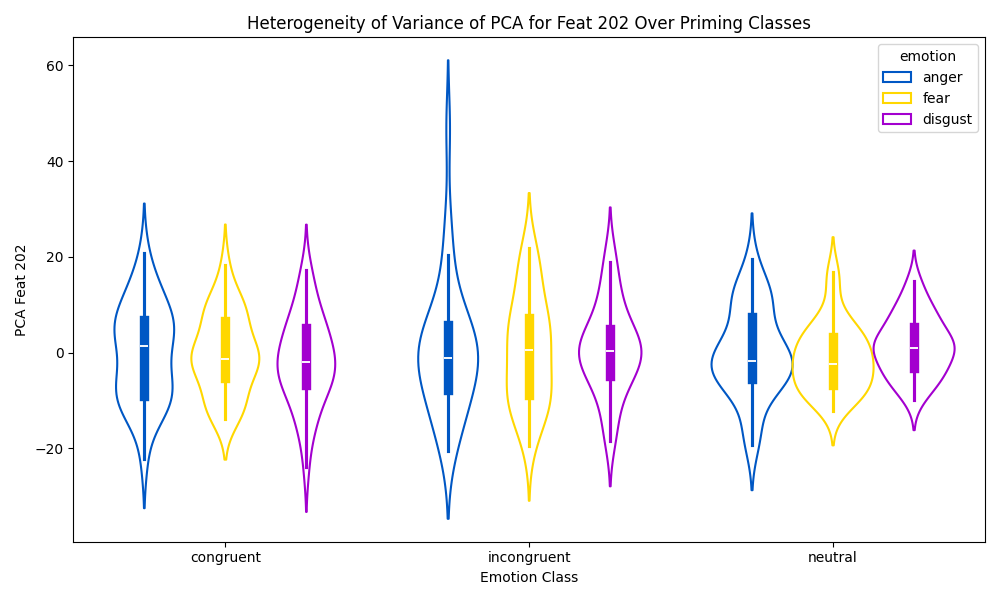 Heterogeneity of Variance of PCA for Feat 202 Over Priming Classes
emotion
anger
fear
disgust
PCA Feat 202
60
40
20
0
−20
congruent
incongruent
neutral
Emotion Class